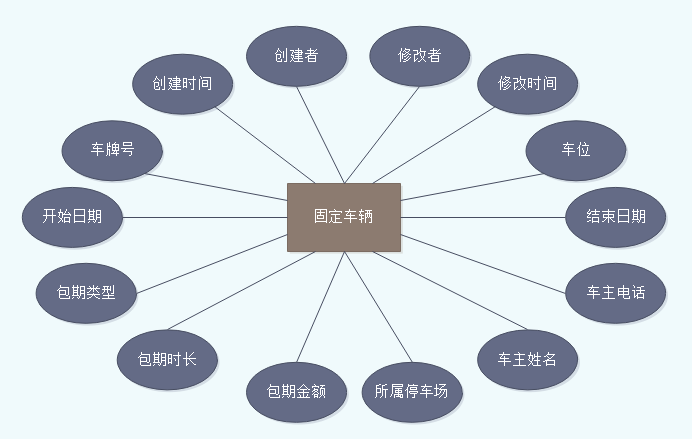 创建者
修改者
创建时间
修改时间
车牌号
车位
开始日期
固定车辆
结束日期
包期类型
车主电话
包期时长
车主姓名
包期金额
所属停车场